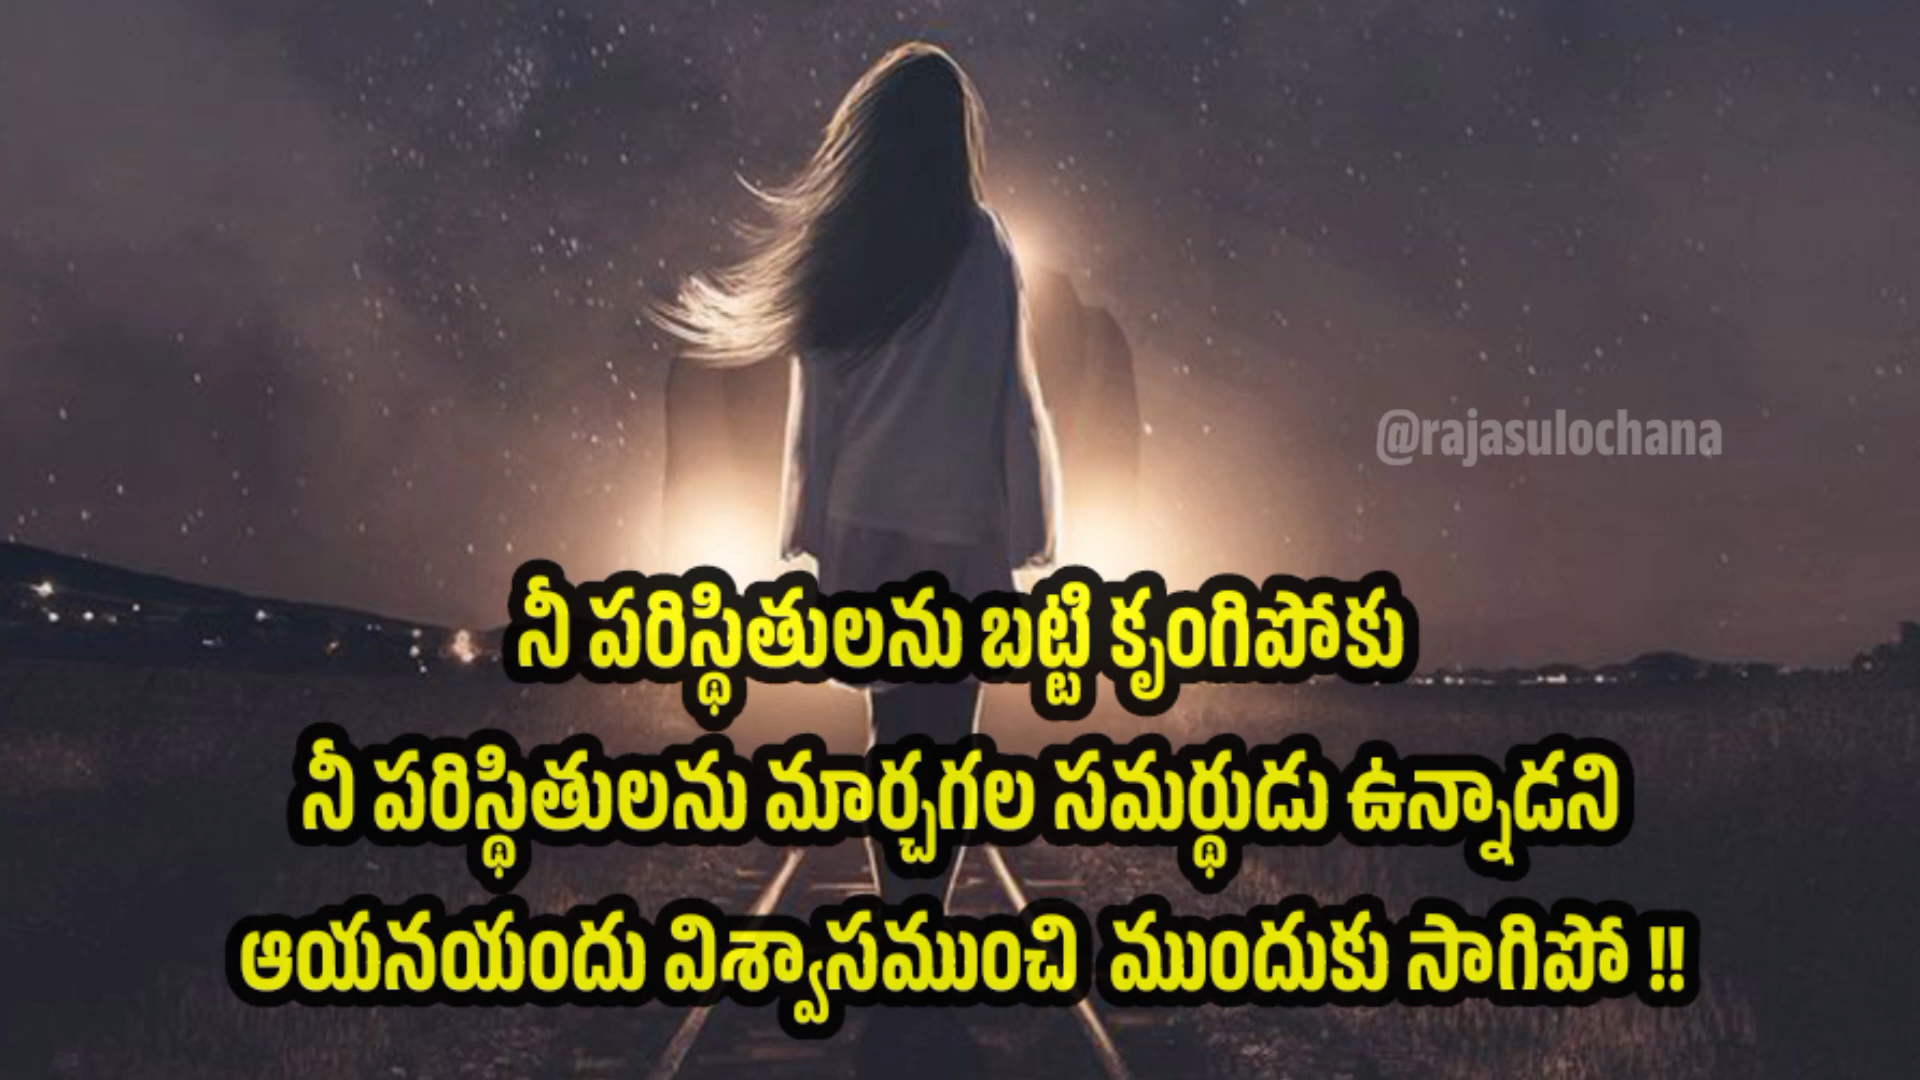 @rajasulochana
నీ పరిస్థితులను బట్టి కృంగిపోకు
నీ పరిస్థితులను మార్చగల సమర్థుడు ఉన్నాడని
ఆయనయందు విశ్వాసముంచి ముందుకు సాగిపో !!